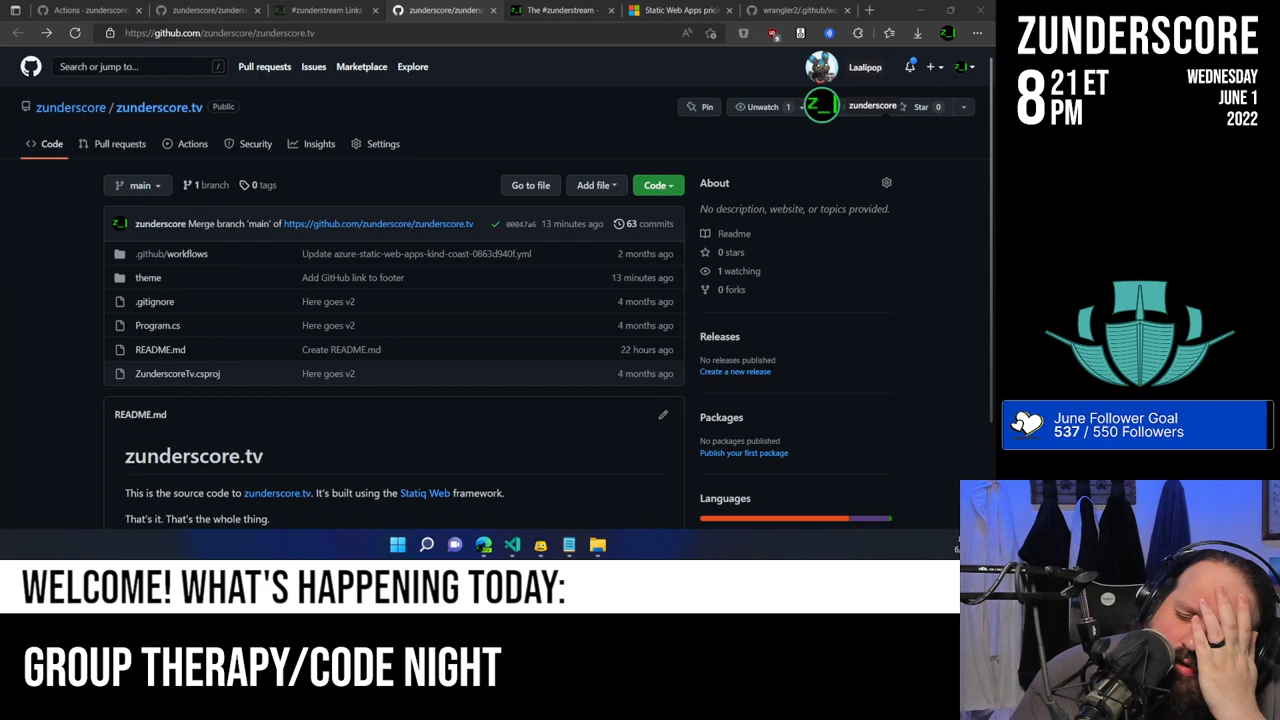 Actions · zunderscore/zunders
zunderscore/zunderscore
#zunderstream Links
zunderscore/zunderscore
The #zunderstream -
Static Web Apps pric
wrangler2/.github/wo
https://github.com/zunderscore/zunderscore.tv
Search or jump to...
/
Pull requests
Issues
Marketplace
Explore
Laalipop
zunderscore / zunderscore.tv
Public
Pin
Unwatch
1
zunderscore
Star
0
Code
Pull requests
Actions
Security
Insights
Settings
main
1 branch
0 tags
Go to file
Add file
Code
zunderscore Merge branch 'main' of https://github.com/zunderscore/zunderscore.tv
00047a6
13 minutes ago
63 commits
.github/workflows
Update azure-static-web-apps-kind-coast-0863d940f.yml
2 months ago
theme
Add GitHub link to footer
13 minutes ago
.gitignore
Here goes v2
4 months ago
Program.cs
Here goes v2
4 months ago
README.md
Create README.md
22 hours ago
ZunderscoreTv.csproj
Here goes v2
4 months ago
README.md
zunderscore.tv
This is the source code to zunderscore.tv. It's built using the Statiq Web framework.
That's it. That's the whole thing.
About
No description, website, or topics provided.
Readme
0 stars
1 watching
0 forks
Releases
No releases published
Create a new release
Packages
No packages published
Publish your first package
Languages
ZUNDERSCORE
8 21 ET
PM
WEDNESDAY
JUNE 1
2022
June Follower Goal
537 / 550 Followers
WELCOME! WHAT'S HAPPENING TODAY:
GROUP THERAPY/CODE NIGHT